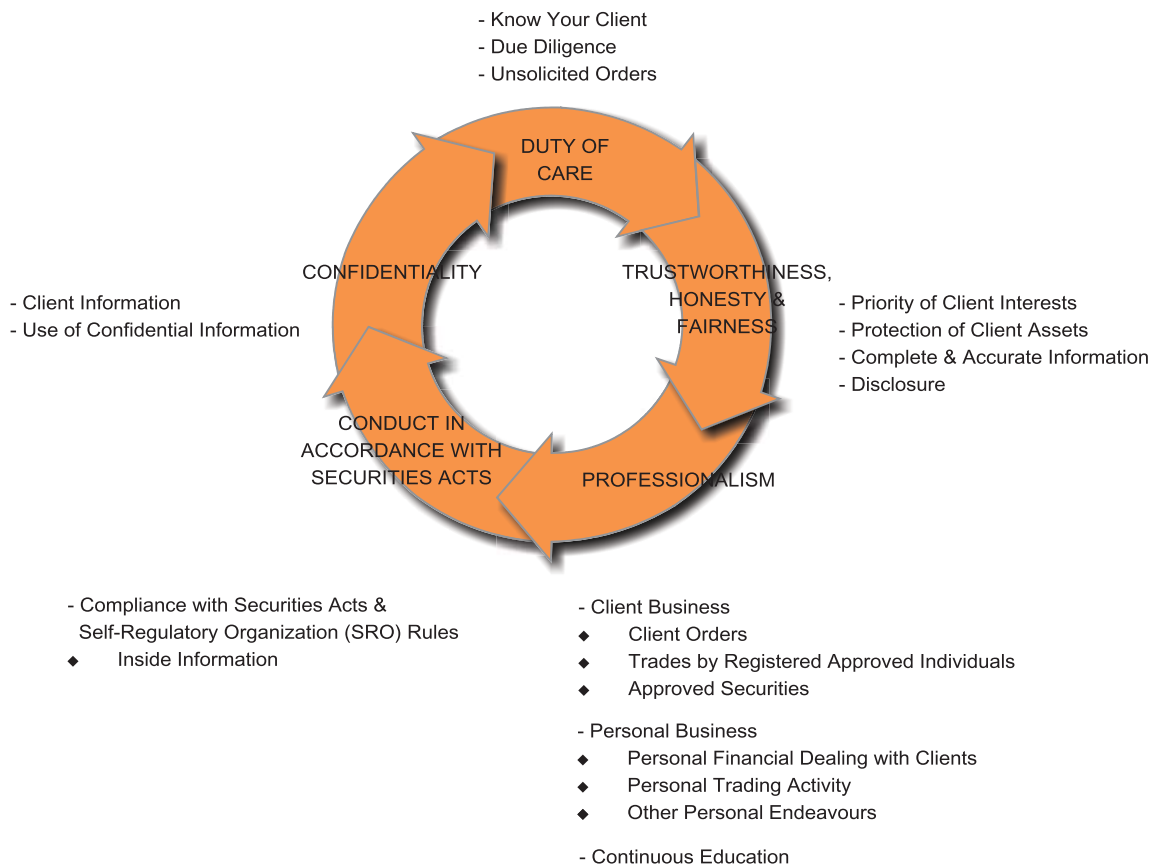 - Know Your Client
- Due Diligence
- Unsolicited Orders
DUTY OF
CARE
TRUSTWORTHINESS,
HONESTY &
FAIRNESS
- Priority of Client Interests
- Protection of Client Assets
- Complete & Accurate Information
- Disclosure
PROFESSIONALISM
- Client Business
◆ Client Orders
◆ Trades by Registered Approved Individuals
◆ Approved Securities
- Personal Business
◆ Personal Financial Dealing with Clients
◆ Personal Trading Activity
◆ Other Personal Endeavours
- Continuous Education
CONDUCT IN
ACCORDANCE WITH
SECURITIES ACTS
- Compliance with Securities Acts &
Self-Regulatory Organization (SRO) Rules
◆ Inside Information
CONFIDENTIALITY
- Client Information
- Use of Confidential Information